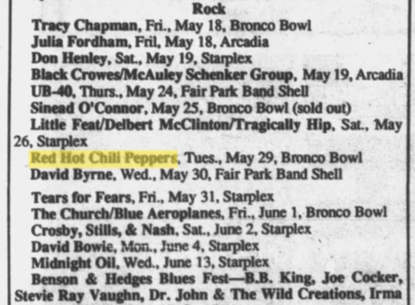 Rock
Tracy Chapman, Fri., May 18, Bronco Bowl
Julia Fordham, Fril, May 18, Arcadia
Don Henley, Sat., May 19, Starplex
Black Crowes/McAuley Schenker Group, May 19, Arcadia
UB-40, Thurs., May 24, Fair Park Band Shell
Sinead O'Connor, May 25, Bronco Bowl (sold out)
Little Feat/Delbert McClinton/Tragically Hip, Sat., May
26, Starplex
Red Hot Chili Peppers, Tues., May 29, Bronco Bowl
David Byrne, Wed., May 30, Fair Park Band Shell
Tears for Fears, Fri., May 31, Starplex
The Church/Blue Aeroplanes, Fri., June 1, Bronco Bowl
Crosby, Stills, & Nash, Sat., June 2, Starplex
David Bowie, Mon., June 4, Starplex
Midnight Oil, Wed., June 13, Starplex
Benson & Hedges Blues Fest—B.B. King, Joe Cocker,
Stevie Ray Vaughn, Dr. John & The Wild Creations, Irma